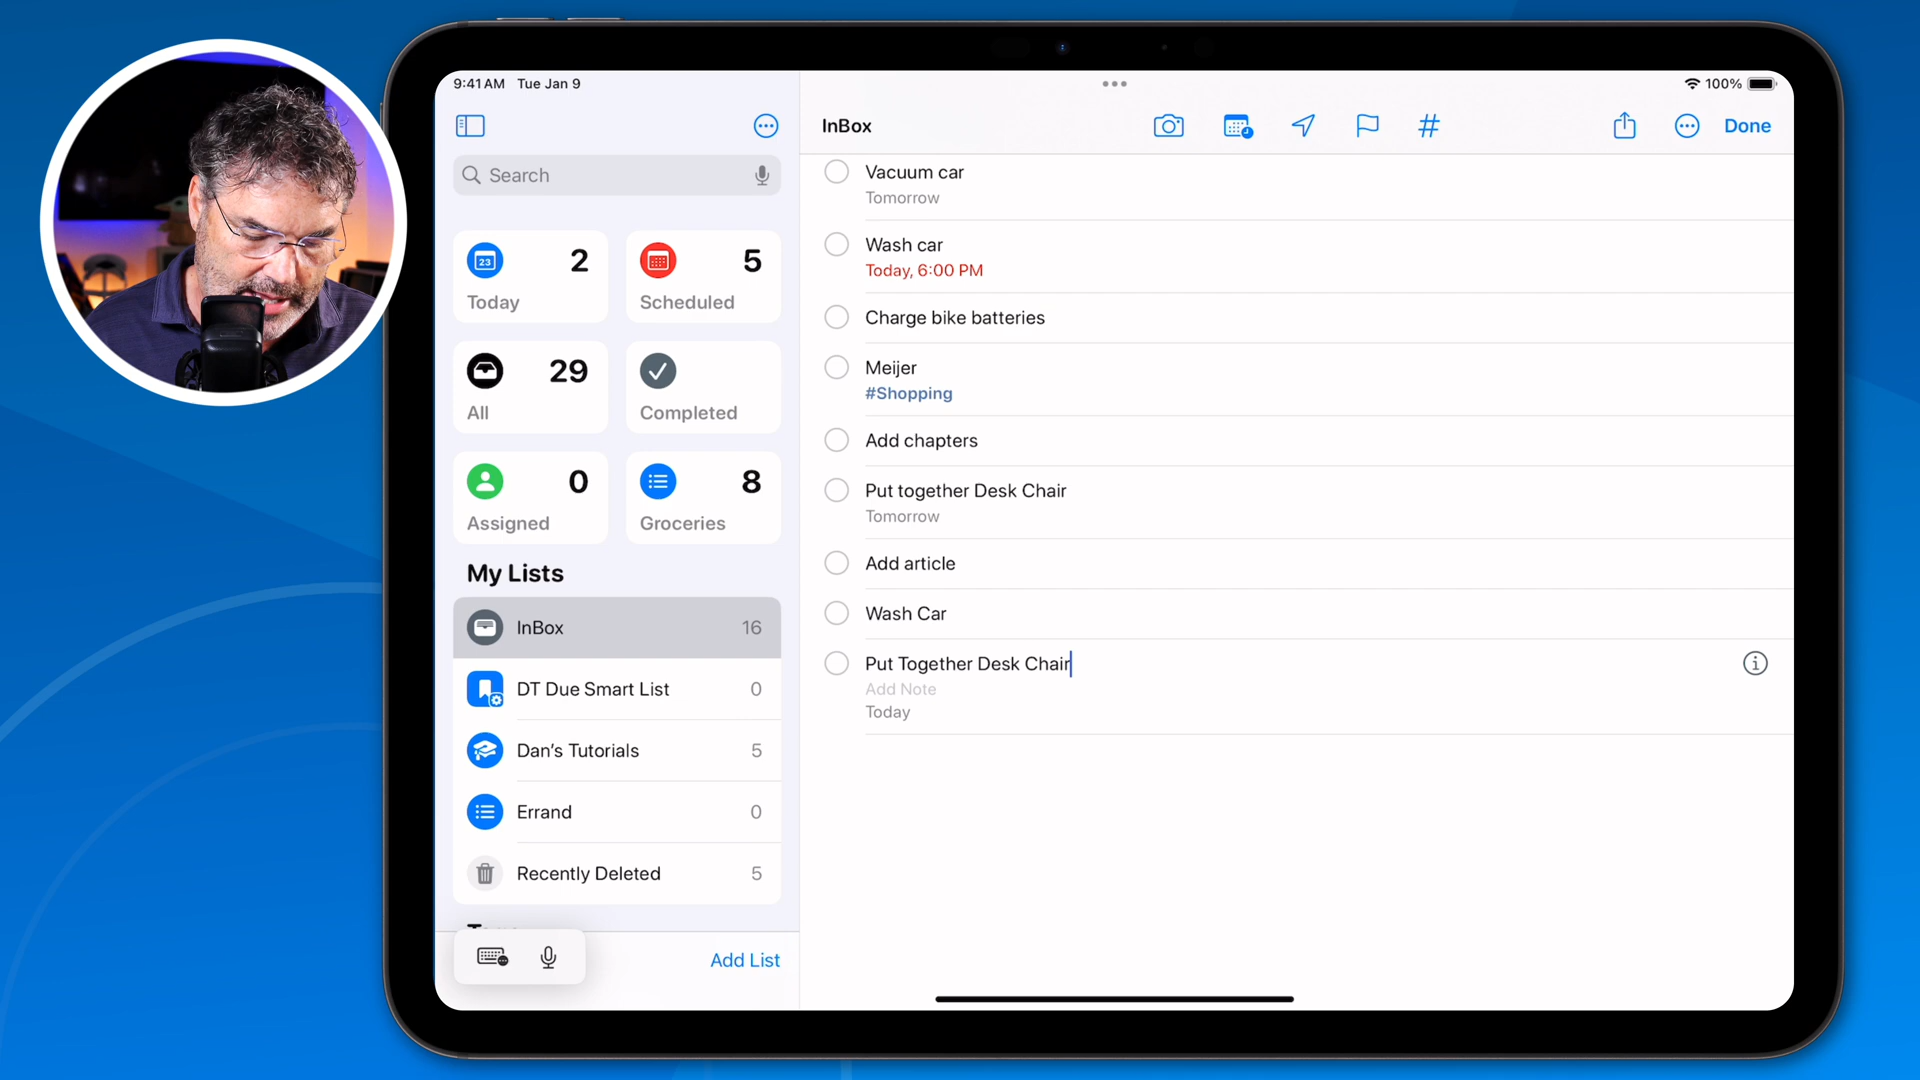 9:41 AM Tue Jan 9
100%
InBox
Done
Search
23
2
Today
5
Scheduled
29
All
Completed
0
Assigned
8
Groceries
My Lists
InBox 16
DT Due Smart List 0
Dan's Tutorials 5
Errand 0
Recently Deleted 5
Add List
Vacuum car
Tomorrow
Wash car
Today, 6:00 PM
Charge bike batteries
Meijer
#Shopping
Add chapters
Put together Desk Chair
Tomorrow
Add article
Wash Car
Put Together Desk Chair
Add Note
Today